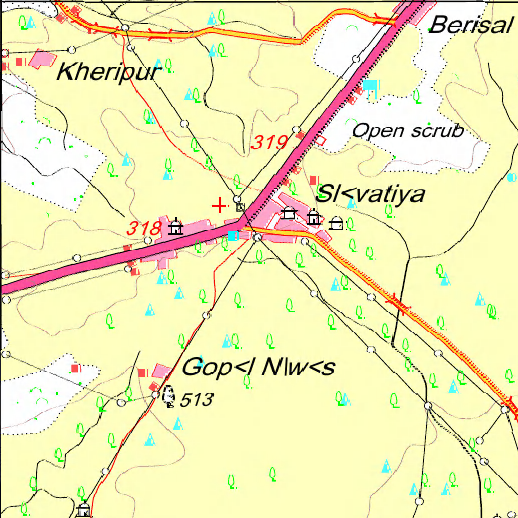 Berisal
Kheripur
319
Open scrub
Sl<vatiya
318
Gop<l N\w<s
513